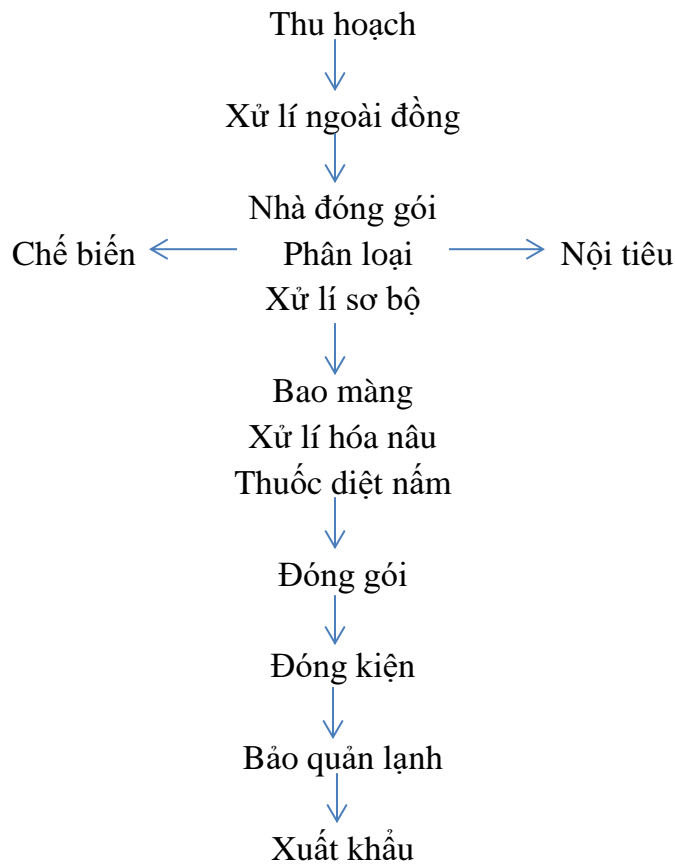 Thu hoạch
Xử lí ngoài đồng
Nhà đóng gói
Chế biến Phân loại Nội tiêu
Xử lí sơ bộ
Bao màng
Xử lí hóa nâu
Thuốc diệt nấm
Đóng gói
Đóng kiện
Bảo quản lạnh
Xuất khẩu